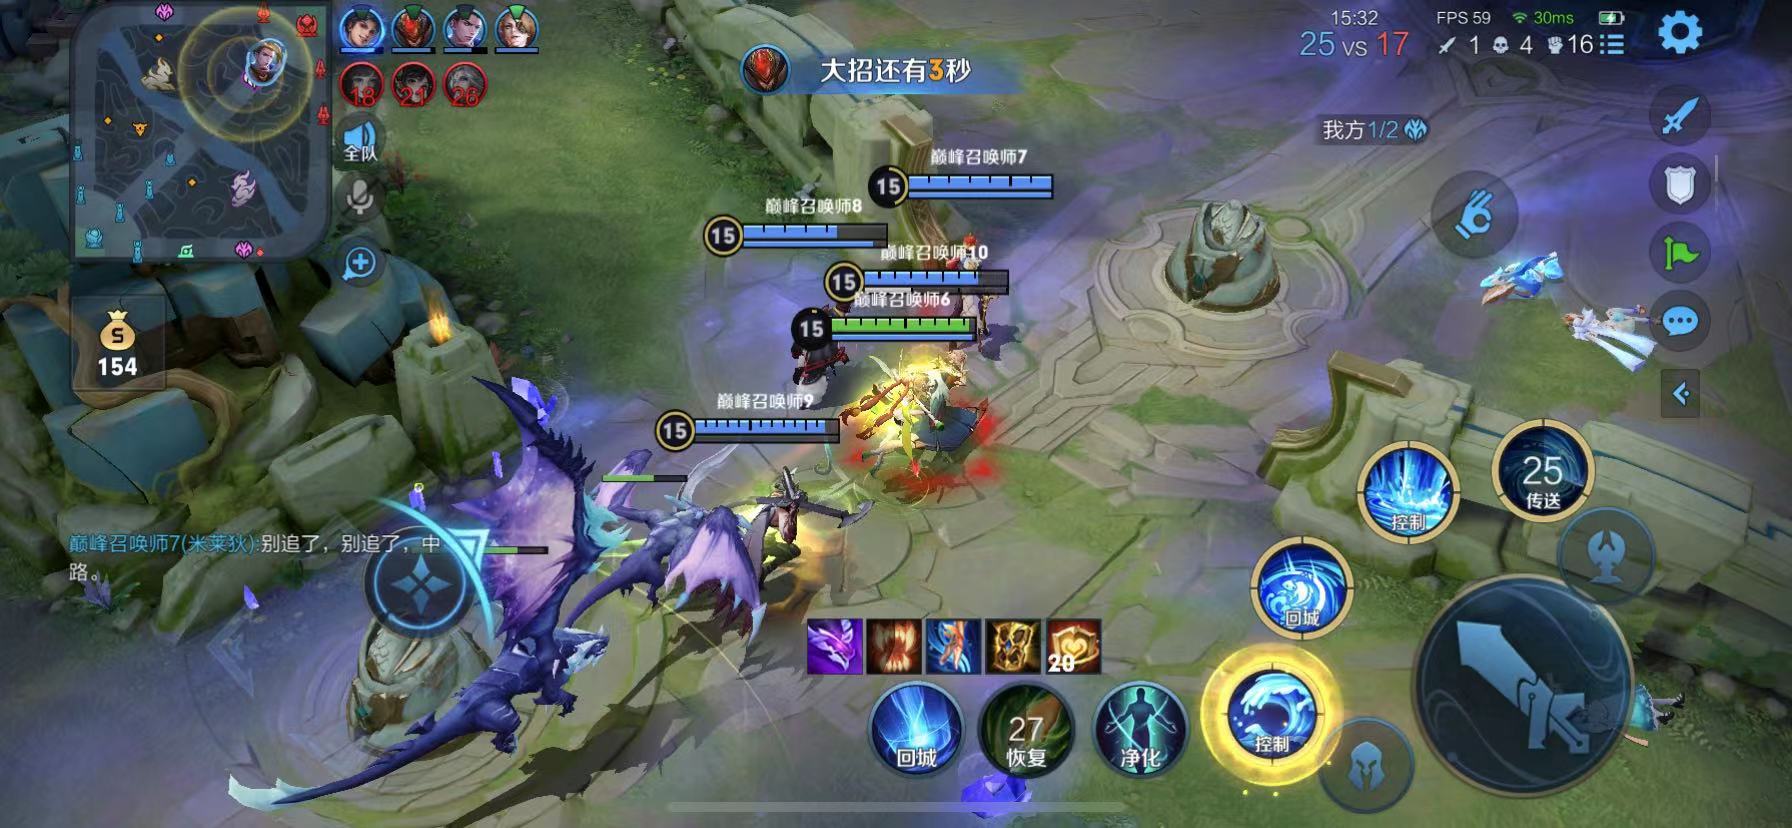 15:32
FPS 59
30ms
25 vs 17
1
4
16
大招还有3秒
18
21
26
全队
我方1/2
巅峰召唤师7
15
巅峰召唤师8
15
巅峰召唤师10
15
巅峰召唤师6
15
巅峰召唤师9
15
S
154
巅峰召唤师7(米莱狄):别追了，别追了，中
路。
控制
25
传送
回城
20
控制
回城
27
恢复
净化